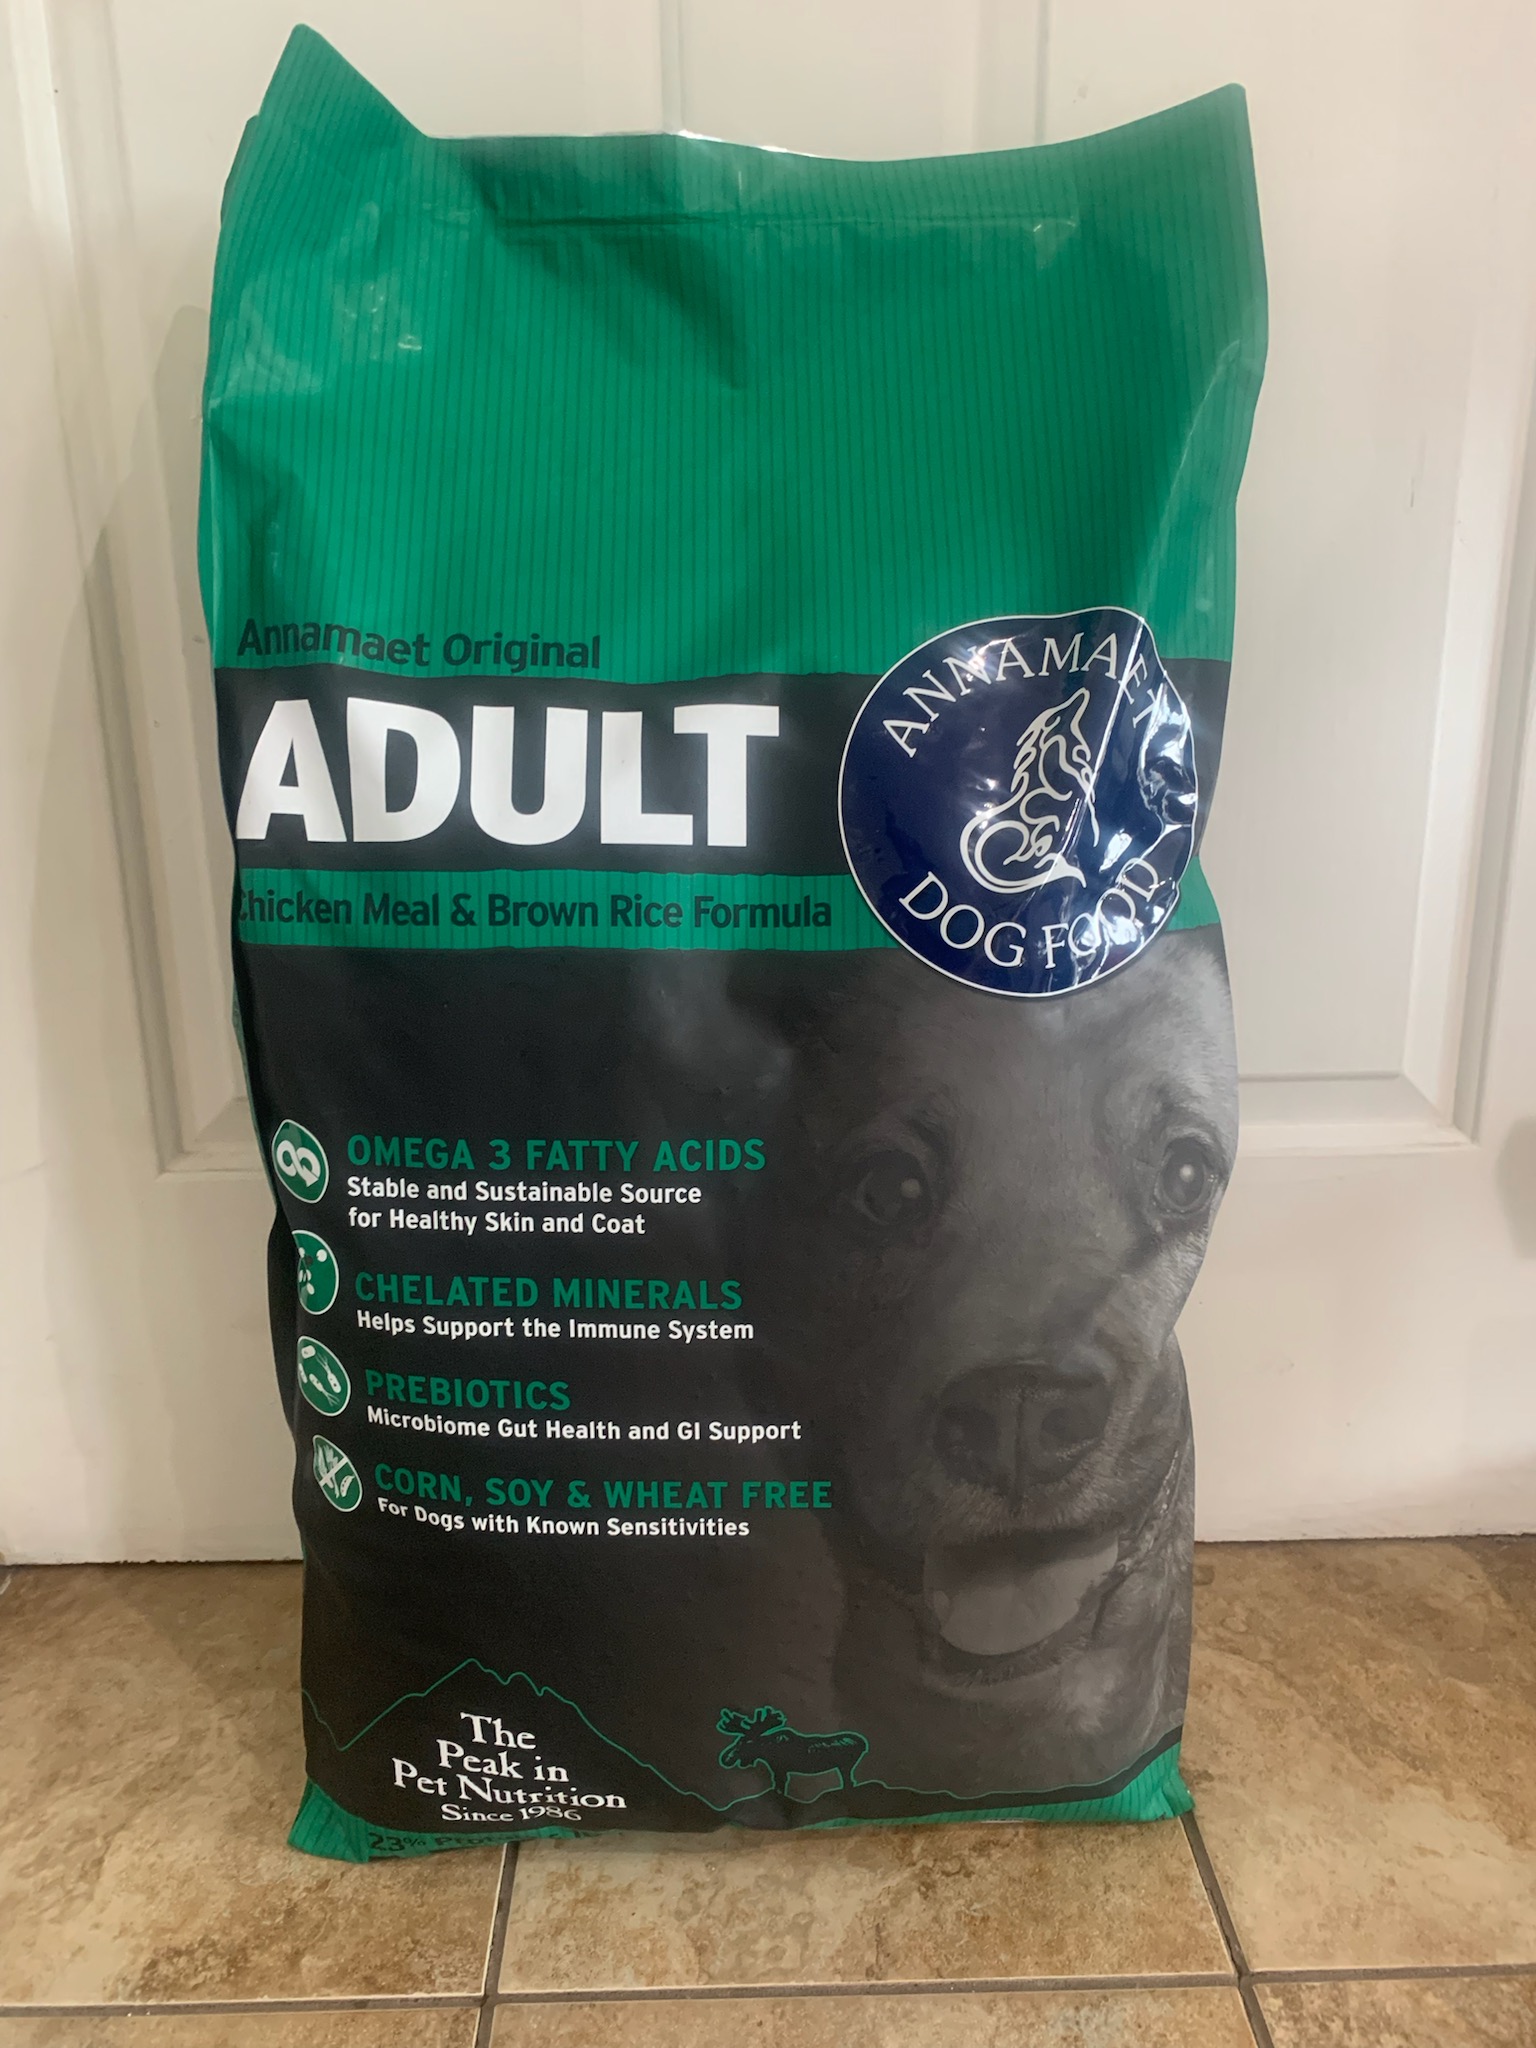 Annamaet Original
ADULT
Chicken Meal & Brown Rice Formula
ANNAMAET
DOG FOOD
OMEGA 3 FATTY ACIDS
Stable and Sustainable Source
for Healthy Skin and Coat
CHELATED MINERALS
Helps Support the Immune System
PREBIOTICS
Microbiome Gut Health and GI Support
CORN, SOY & WHEAT FREE
For Dogs with Known Sensitivities
The
Peak in
Pet Nutrition
Since 1986
23%